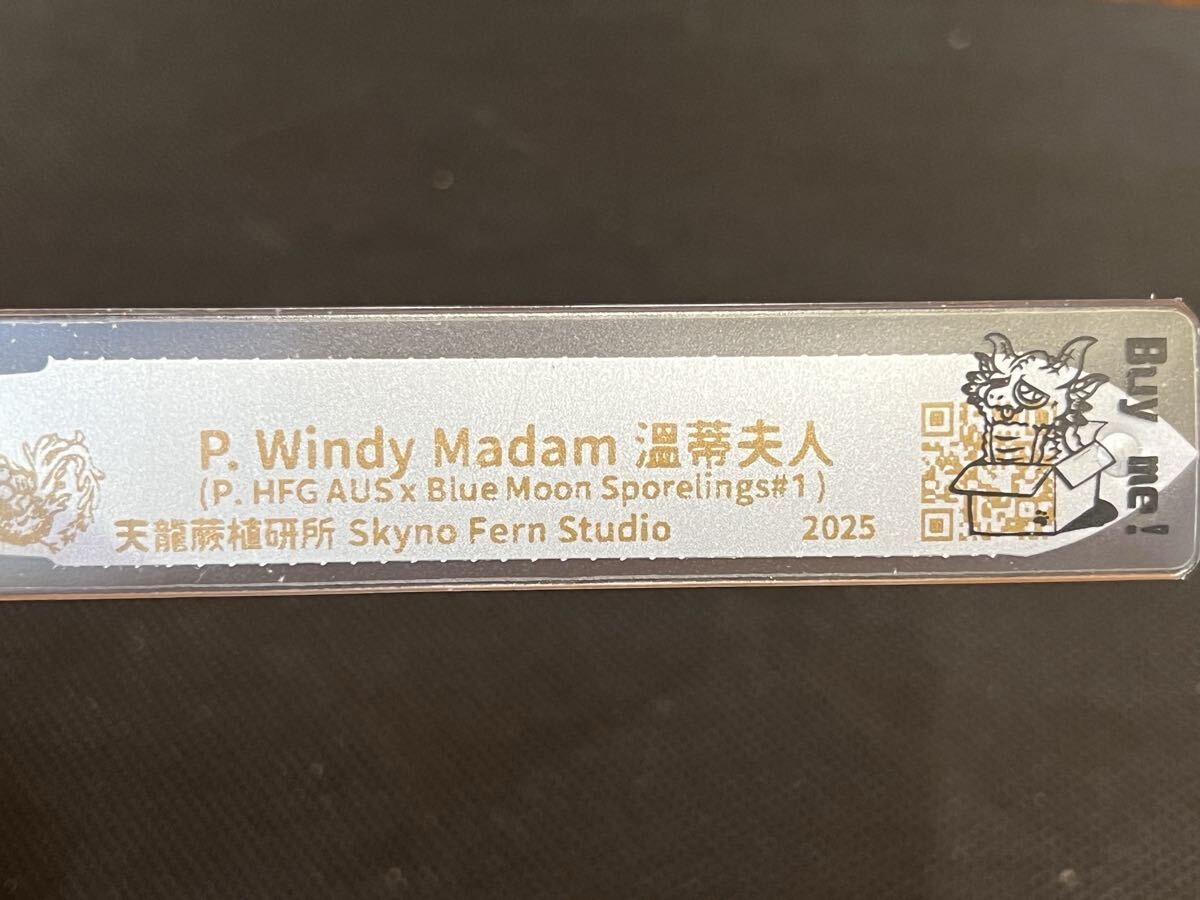 P. Windy Madam 溫蒂夫人
(P. HFG AUS x Blue Moon Sporelings#1)
天龍蕨植研所 Skyno Fern Studio 2025
Buy me!